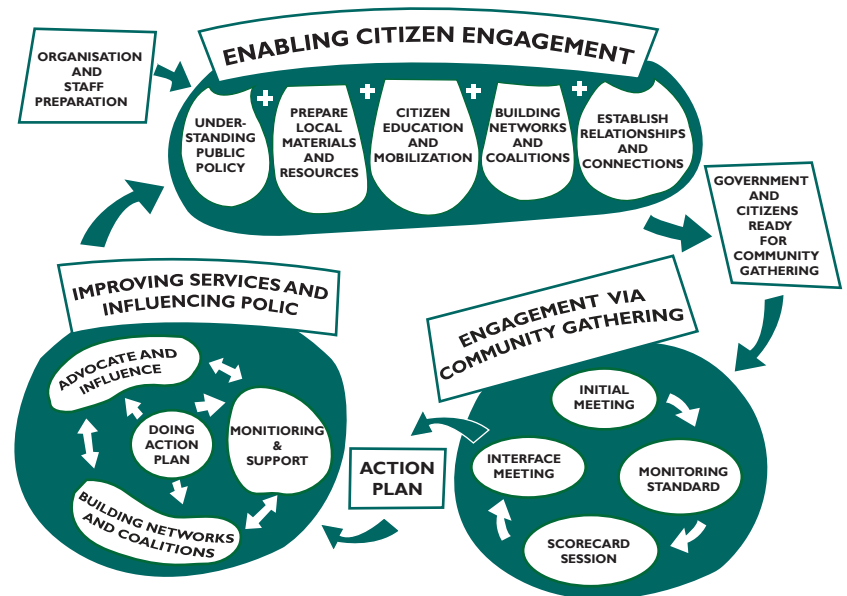 ORGANISATION
AND
STAFF
PREPARATION
ENABLING CITIZEN ENGAGEMENT
UNDER-
STANDING
PUBLIC
POLICY
+
PREPARE
LOCAL
MATERIALS
AND
RESOURCES
+
CITIZEN
EDUCATION
AND
MOBILIZATION
+
BUILDING
NETWORKS
AND
COALITIONS
+
ESTABLISH
RELATIONSHIPS
AND
CONNECTIONS
GOVERNMENT
AND
CITIZENS
READY
FOR
COMMUNITY
GATHERING
ENGAGEMENT VIA
COMMUNITY GATHERING
INITIAL
MEETING
MONITORING
STANDARD
SCORECARD
SESSION
INTERFACE
MEETING
ACTION
PLAN
IMPROVING SERVICES AND
INFLUENCING POLIC
ADVOCATE AND
INFLUENCE
DOING
ACTION
PLAN
MONITIORING
&
SUPPORT
BUILDING NETWORKS
AND COALITIONS